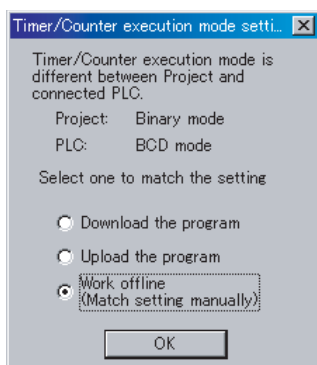 Timer/Counter execution mode setti...
Timer/Counter execution mode is
different between Project and
connected PLC.
Project: Binary mode
PLC: BCD mode
Select one to match the setting
Download the program
Upload the program
Work offline
(Match setting manually)
OK